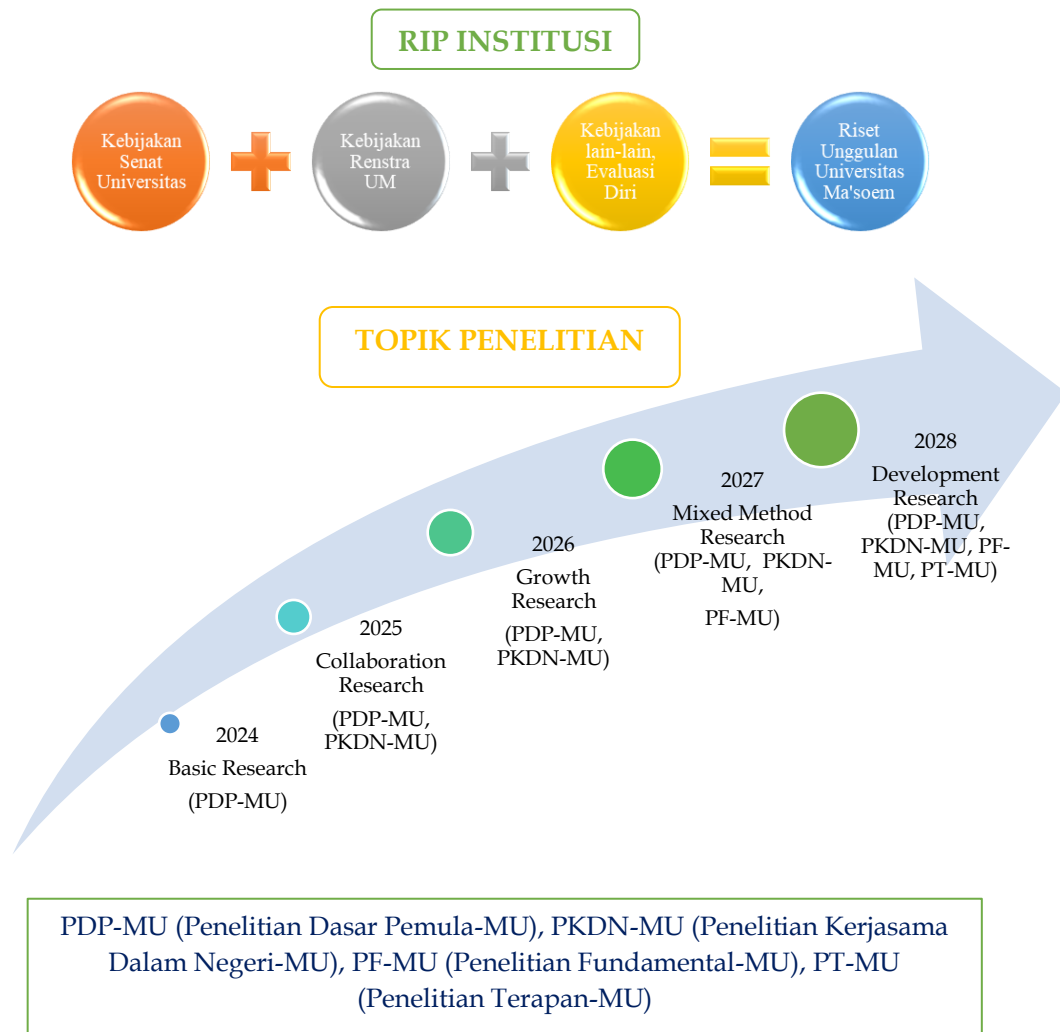 RIP INSTITUSI
Kebijakan
Senat
Universitas
Kebijakan
Renstra
UM
Kebijakan
lain-lain,
Evaluasi
Diri
Riset
Unggulan
Universitas
Ma'soem
TOPIK PENELITIAN
2024
Basic Research
(PDP-MU)
2025
Collaboration
Research
(PDP-MU,
PKDN-MU)
2026
Growth
Research
(PDP-MU,
PKDN-MU)
2027
Mixed Method
Research
(PDP-MU, PKDN-
MU,
PF-MU)
2028
Development
Research
(PDP-MU,
PKDN-MU, PF-
MU, PT-MU)
PDP-MU (Penelitian Dasar Pemula-MU), PKDN-MU (Penelitian Kerjasama
Dalam Negeri-MU), PF-MU (Penelitian Fundamental-MU), PT-MU
(Penelitian Terapan-MU)